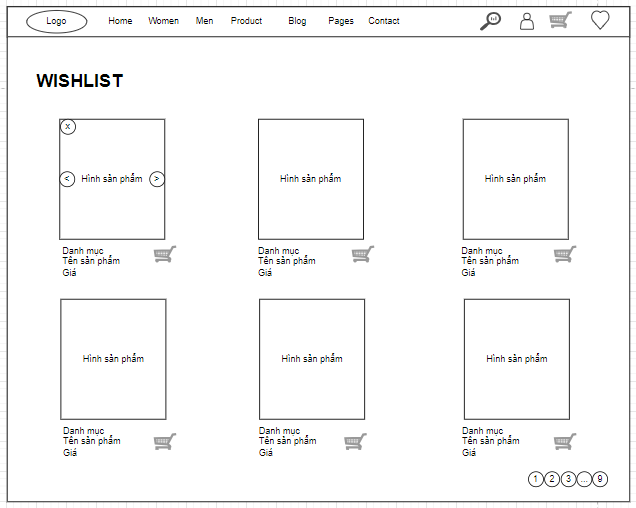 Logo Home Women Men Product Blog Pages Contact
WISHLIST
x
< Hình sản phẩm >
Hình sản phẩm
Hình sản phẩm
Danh mục
Tên sản phẩm
Giá
Danh mục
Tên sản phẩm
Giá
Danh mục
Tên sản phẩm
Giá
Hình sản phẩm
Hình sản phẩm
Hình sản phẩm
Danh mục
Tên sản phẩm
Giá
Danh mục
Tên sản phẩm
Giá
Danh mục
Tên sản phẩm
Giá
1 2 3 ... 9